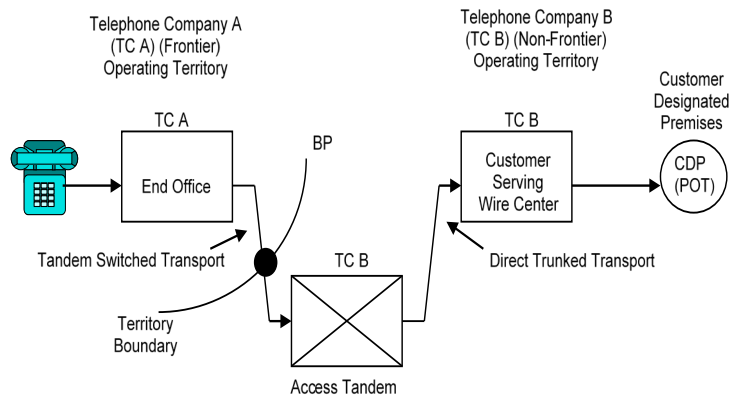 Telephone Company A
(TC A) (Frontier)
Operating Territory
Telephone Company B
(TC B) (Non-Frontier)
Operating Territory
Customer
Designated
Premises
TC A
BP
TC B
End Office
Customer
Serving
Wire Center
CDP
(POT)
Tandem Switched Transport
TC B
Direct Trunked Transport
Territory
Boundary
Access Tandem